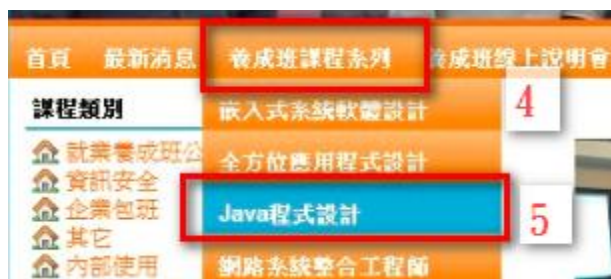 首頁 最新消息 養成班課程系列 養成班線上說明會
4
課程類別
嵌入式系統軟體設計
就業養成班公
全方位應用程式設計
資訊安全
企業包班
Java程式設計
5
其它
內部使用
網路系統整合工程師